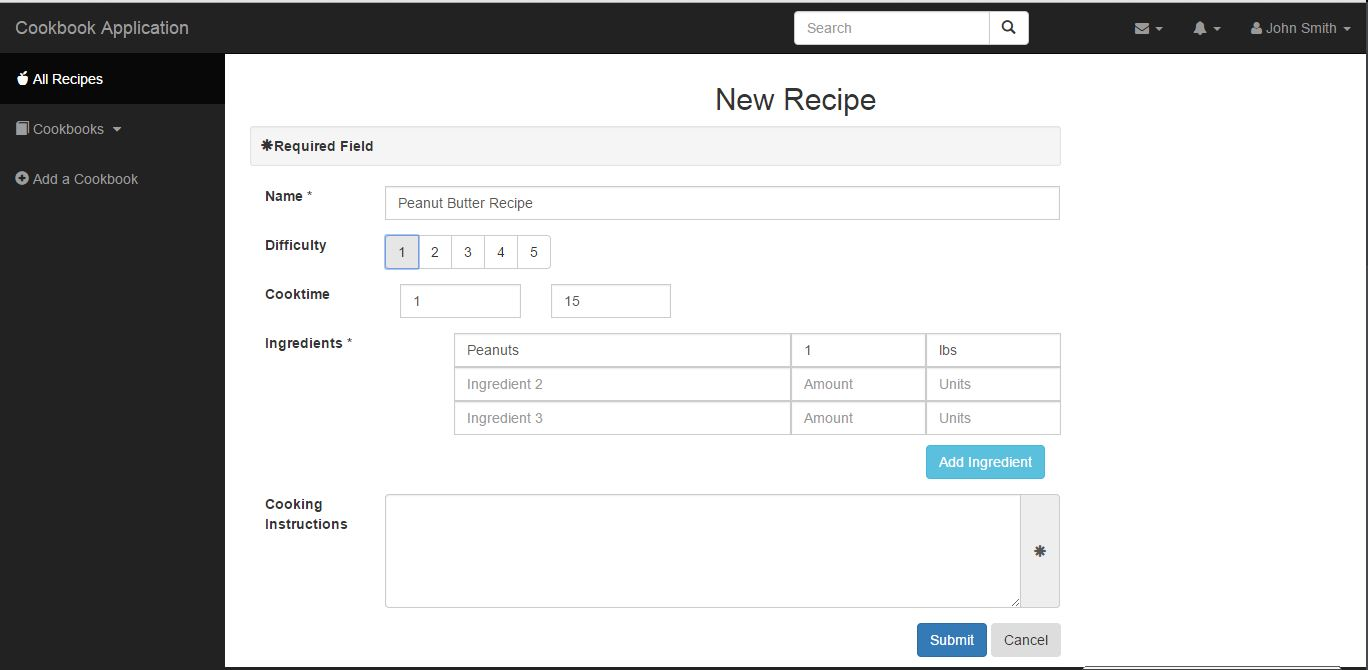 Cookbook Application
Search
John Smith
All Recipes
Cookbooks
Add a Cookbook
New Recipe
✱Required Field
Name *
Peanut Butter Recipe
Difficulty
1 2 3 4 5
Cooktime
1 15
Ingredients *
Peanuts 1 lbs
Ingredient 2 Amount Units
Ingredient 3 Amount Units
Add Ingredient
Cooking
Instructions
✱
Submit Cancel